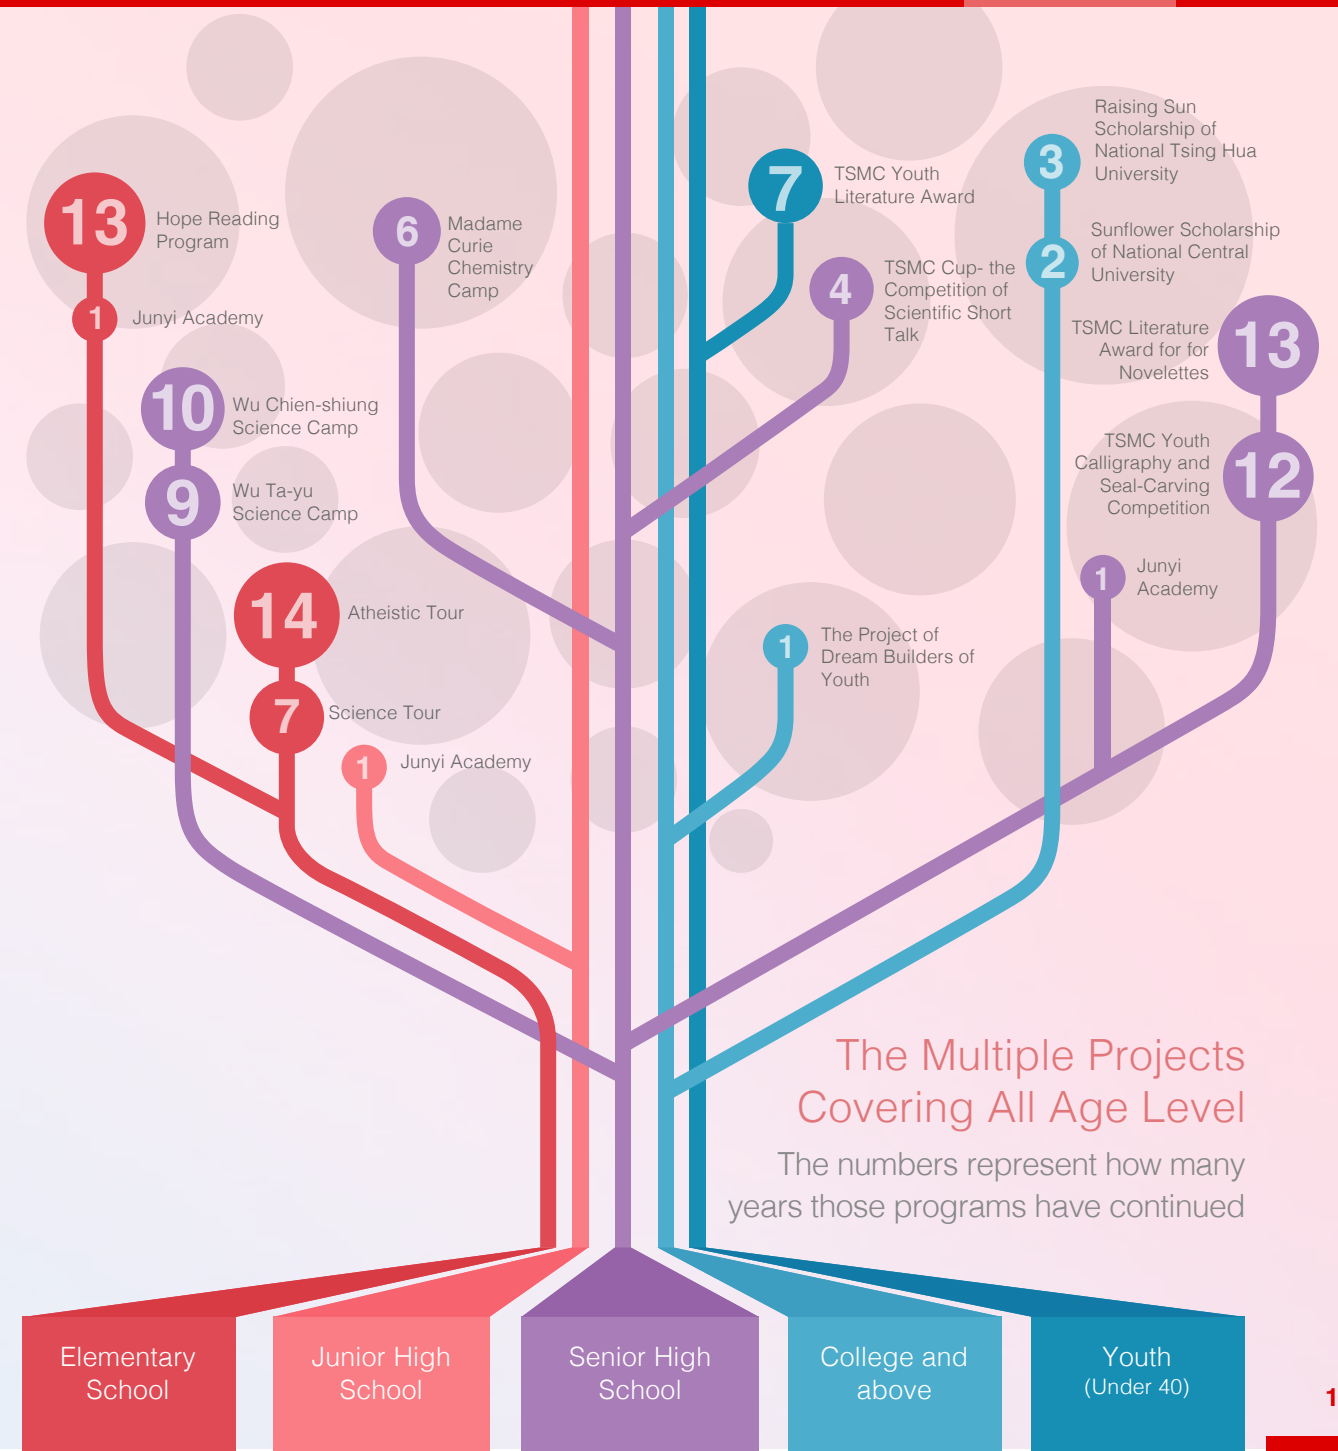 Raising Sun
Scholarship of
National Tsing Hua
University
3
7
TSMC Youth
Literature Award
13
Hope Reading
Program
6
Madame
Curie
Chemistry
Camp
Sunflower Scholarship
of National Central
University
2
4
TSMC Cup- the
Competition of
Scientific Short
Talk
1
Junyi Academy
TSMC Literature
Award for for
Novelettes
13
10
Wu Chien-shiung
Science Camp
TSMC Youth
Calligraphy and
Seal-Carving
Competition
12
9
Wu Ta-yu
Science Camp
1
Junyi
Academy
14
Atheistic Tour
1
The Project of
Dream Builders of
Youth
7
Science Tour
1
Junyi Academy
The Multiple Projects
Covering All Age Level
The numbers represent how many
years those programs have continued
Elementary
School
Junior High
School
Senior High
School
College and
above
Youth
(Under 40)
1